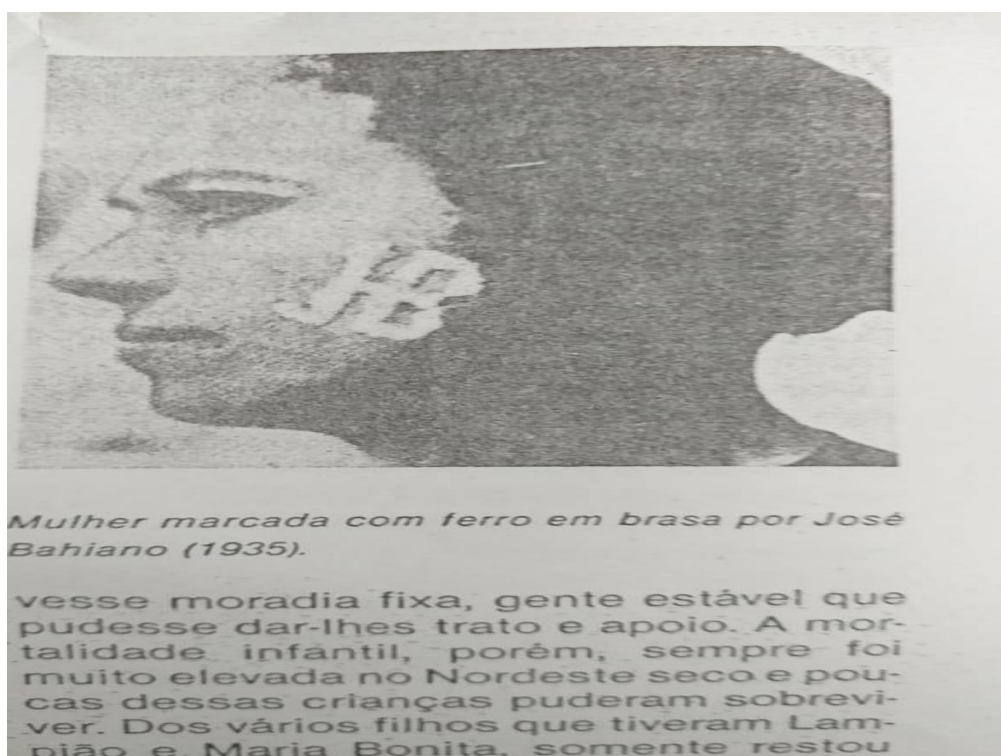 Mulher marcada com ferro em brasa por José
Bahiano (1935).
vesse moradia fixa, gente estável que
pudesse dar-lhes trato e apoio. A mor-
talidade infantil, porém, sempre foi
muito elevada no Nordeste seco e pou-
cas dessas crianças puderam sobrevi-
ver. Dos vários filhos que tiveram Lam-
pião e Maria Bonita, somente restou